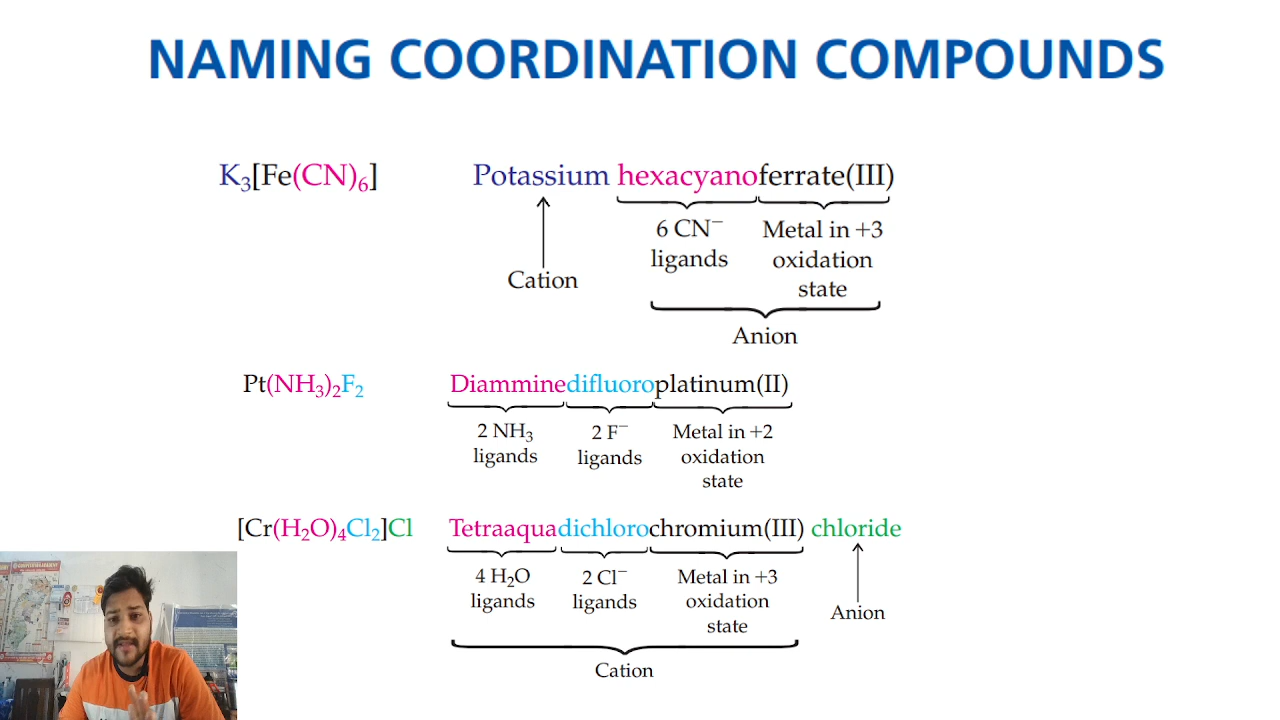 NAMING COORDINATION COMPOUNDS
K₃[Fe(CN)₆] Potassium hexacyanoferrate(III)
6 CN⁻ Metal in +3
ligands oxidation
state
Cation
Anion
Pt(NH₃)₂F₂ Diamminedifluoroplatinum(II)
2 NH₃ 2 F⁻ Metal in +2
ligands ligands oxidation
state
[Cr(H₂O)₄Cl₂]Cl Tetraaquadichlorochromium(III) chloride
4 H₂O 2 Cl⁻ Metal in +3
ligands ligands oxidation Anion
state
Cation